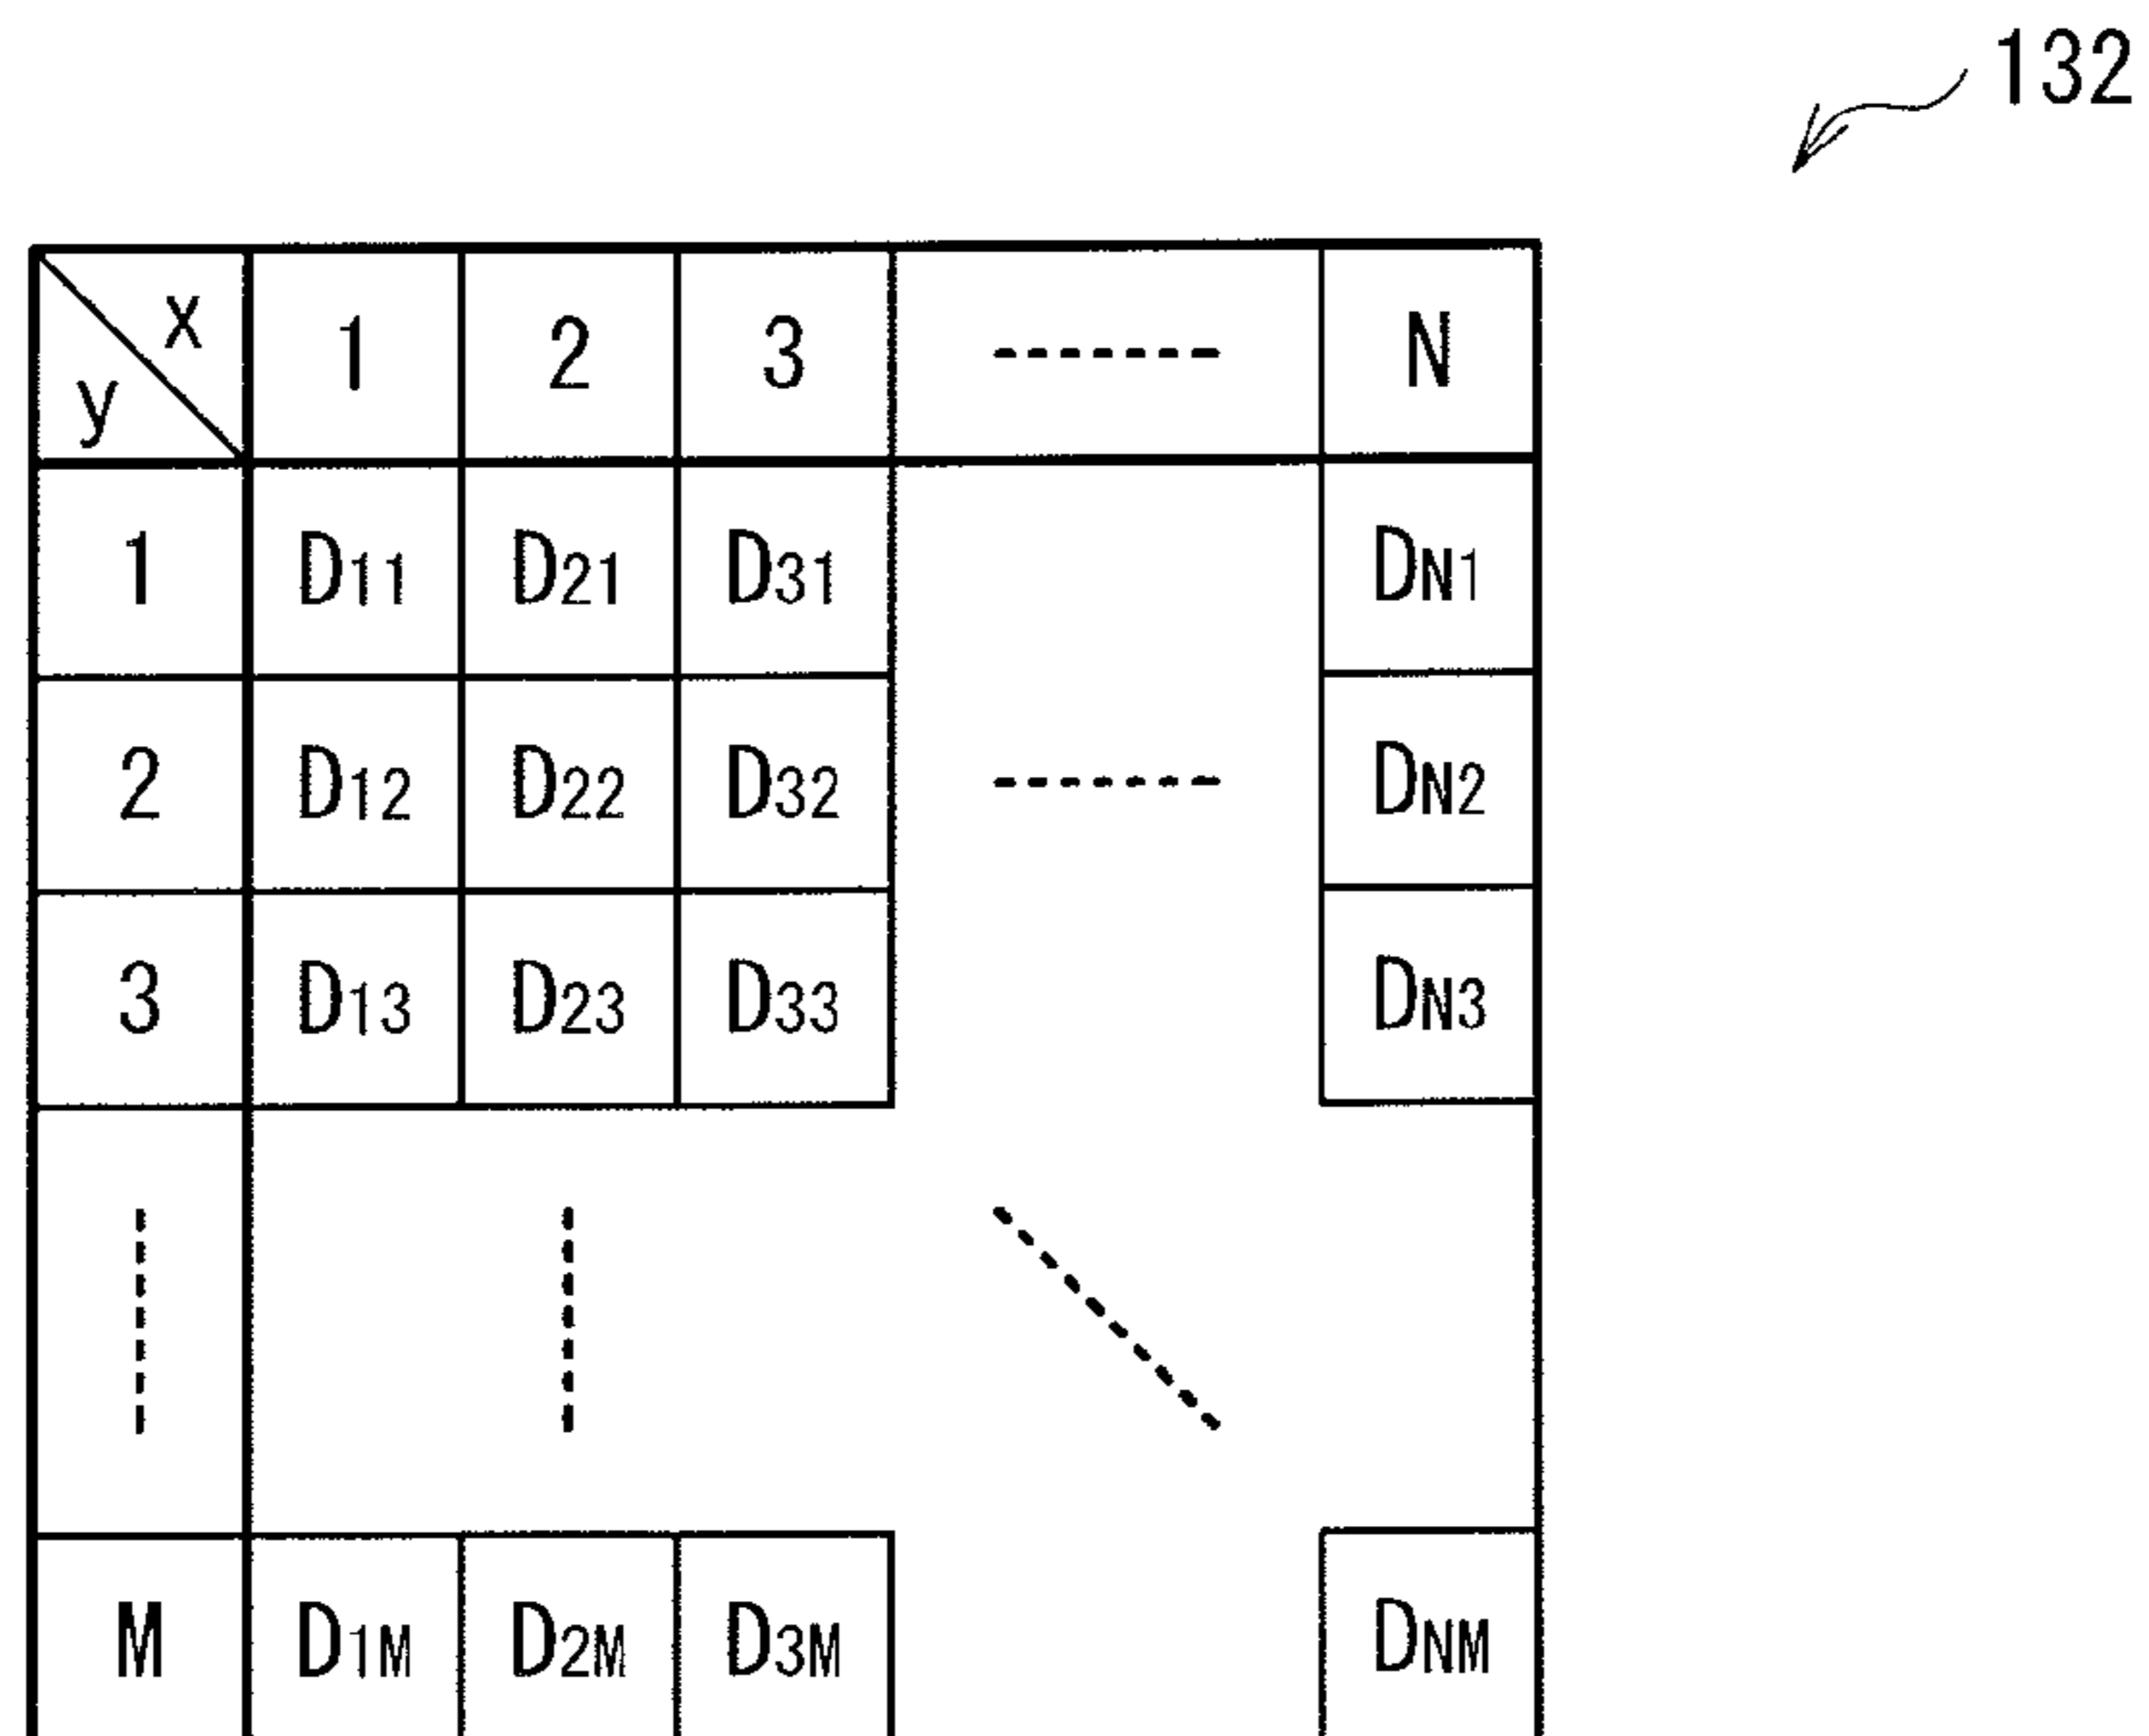 132
x 1 2 3 N
y
1 D11 D21 D31 DN1
2 D12 D22 D32 DN2
3 D13 D23 D33 DN3
M D1M D2M D3M DNM